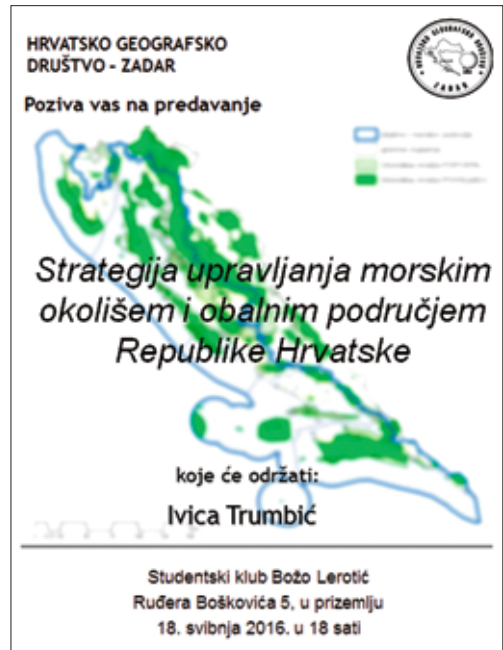 HRVATSKO GEOGRAFSKO
DRUŠTVO - ZADAR
Poziva vas na predavanje
Strategija upravljanja morskim
okolišem i obalnim područjem
Republike Hrvatske
koje će održati:
Ivica Trumbić
Studentski klub Božo Lerotić
Ruđera Boškovića 5, u prizemlju
18. svibnja 2016. u 18 sati